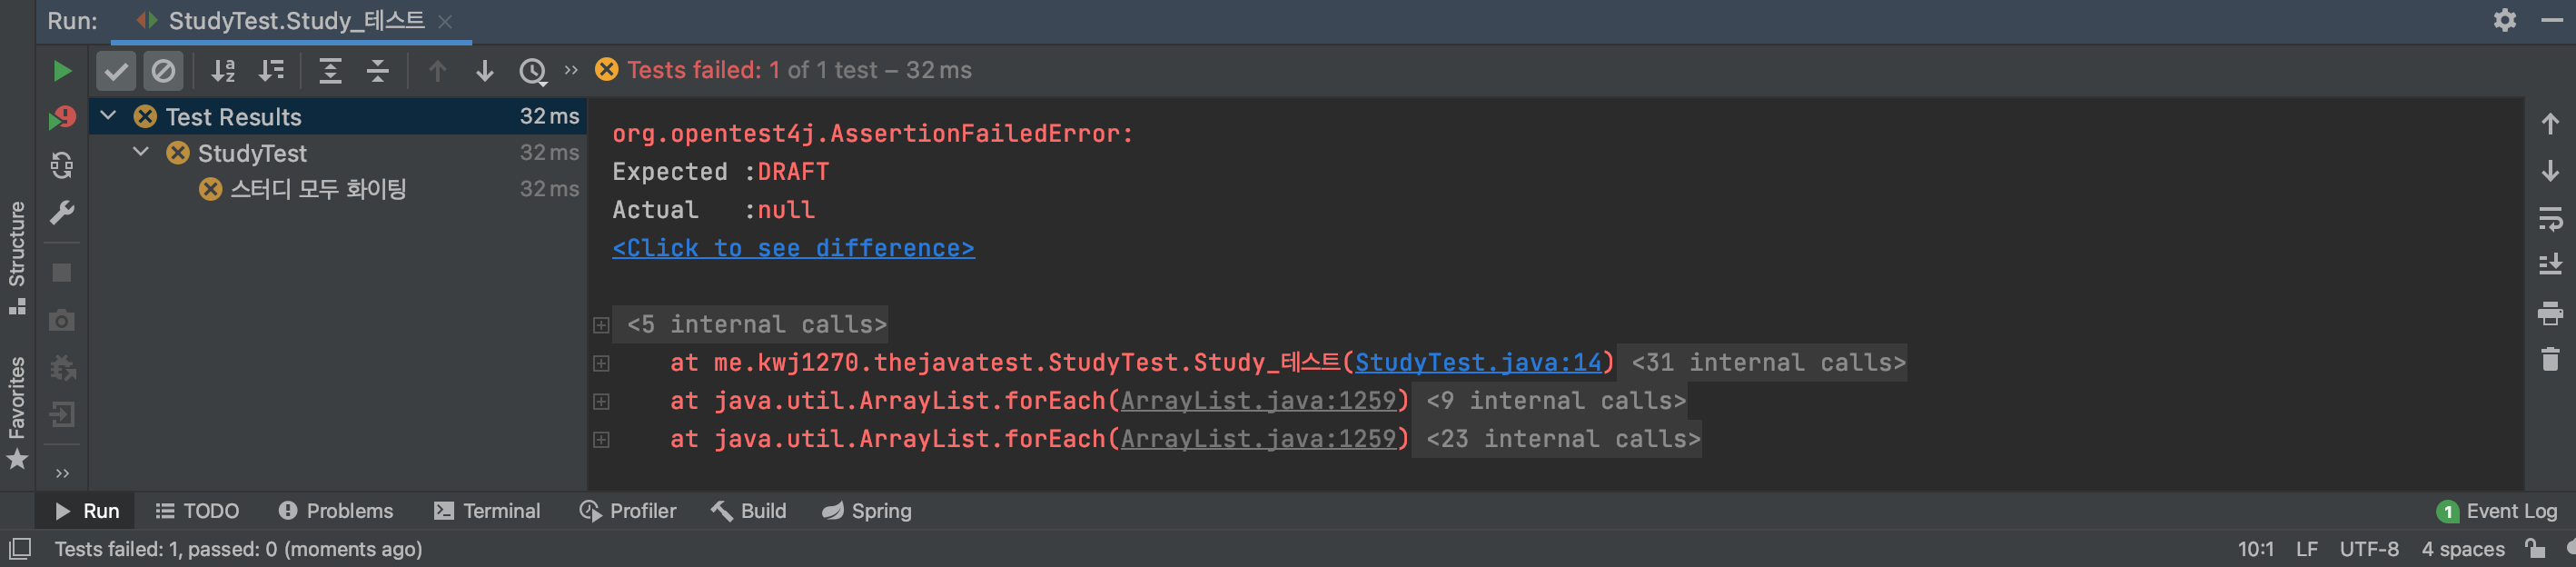 Run: StudyTest.Study_테스트
Tests failed: 1 of 1 test – 32 ms
Test Results 32 ms
StudyTest 32 ms
스터디 모두 화이팅 32 ms
org.opentest4j.AssertionFailedError:
Expected :DRAFT
Actual :null
<Click to see difference>
<5 internal calls>
at me.kwj1270.thejavatest.StudyTest.Study_테스트(StudyTest.java:14) <31 internal calls>
at java.util.ArrayList.forEach(ArrayList.java:1259) <9 internal calls>
at java.util.ArrayList.forEach(ArrayList.java:1259) <23 internal calls>
Structure
Favorites
Run TODO Problems Terminal Profiler Build Spring 1 Event Log
Tests failed: 1, passed: 0 (moments ago) 10:1 LF UTF-8 4 spaces